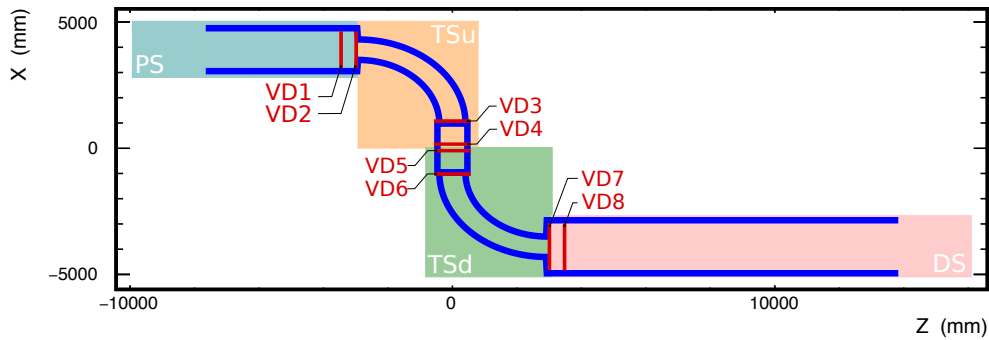 X (mm)
5000
0
−5000
PS
TSu
VD1
VD2
VD3
VD4
VD5
VD6
VD7
VD8
TSd
DS
−10000
0
10000
Z (mm)